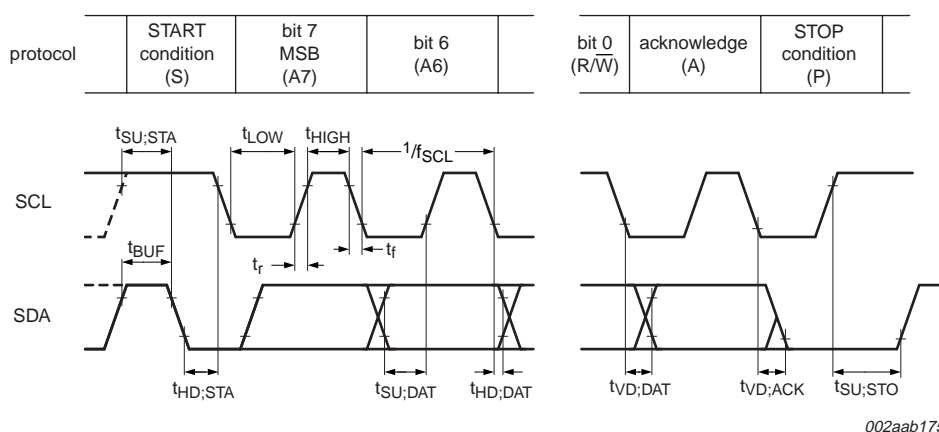 protocol
START
condition
(S)
bit 7
MSB
(A7)
bit 6
(A6)
bit 0
(R/W̅)
acknowledge
(A)
STOP
condition
(P)
tSU;STA
tLOW
tHIGH
1/fSCL
SCL
tBUF
tr
tf
SDA
tHD;STA
tSU;DAT
tHD;DAT
tVD;DAT
tVD;ACK
tSU;STO